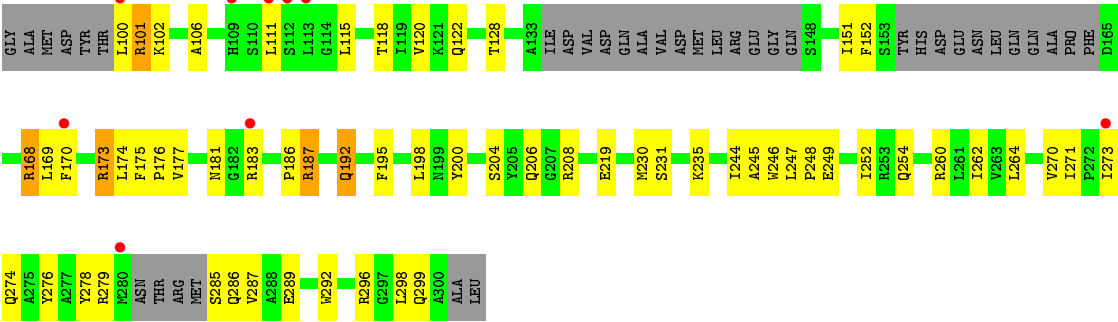 GLY ALA MET ASP TYR THR L100 R101 K102 A106 H109 S110 L111 S112 L113 G114 L115 T118 I119 V120 K121 Q122 T128 A133 ILE ASP VAL ASP GLN ALA VAL ASP MET LEU ARG GLU GLY GLN S148 I151 F152 S153 TYR HIS ASP GLU ASN LEU GLN GLN ALA PRO PHE D165
R168 L169 F170 R173 L174 F175 P176 V177 N181 G182 R183 P186 R187 Q192 F195 L198 N199 Y200 S204 Y205 Q206 G207 R208 E219 M230 S231 K235 I244 A245 W246 L247 P248 E249 I252 R253 Q254 R260 L261 I262 V263 L264 V270 I271 P272 I273
Q274 A275 Y276 A277 Y278 R279 M280 ASN THR ARG MET S285 Q286 V287 A288 E289 W292 R296 G297 L298 Q299 A300 ALA LEU